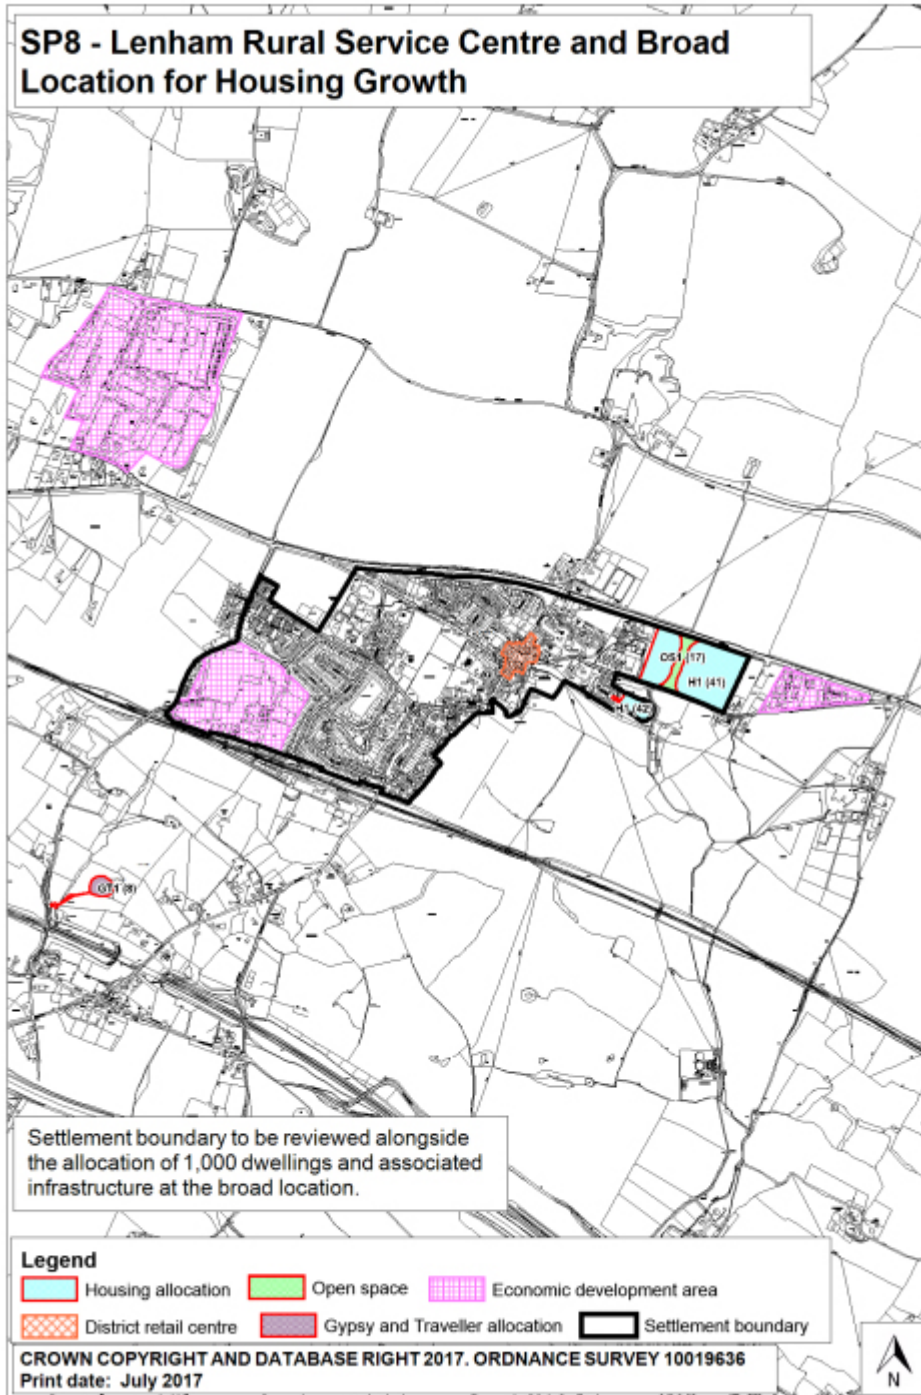 SP8 - Lenham Rural Service Centre and Broad
Location for Housing Growth
OS1 (17)
H1 (41)
H1 (42)
GT1 (8)
Settlement boundary to be reviewed alongside
the allocation of 1,000 dwellings and associated
infrastructure at the broad location.
Legend
Housing allocation
Open space
Economic development area
District retail centre
Gypsy and Traveller allocation
Settlement boundary
CROWN COPYRIGHT AND DATABASE RIGHT 2017. ORDNANCE SURVEY 10019636
Print date: July 2017
N